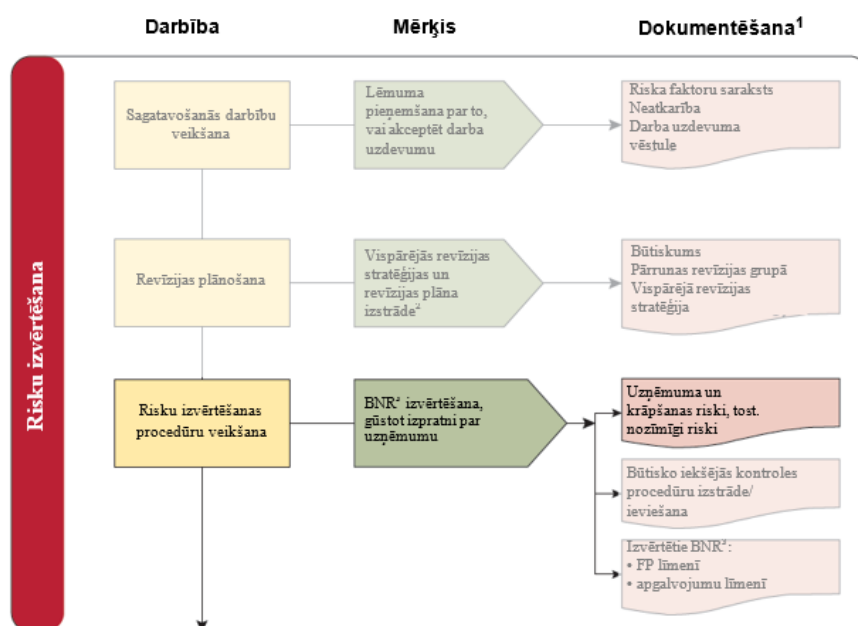 Darbība
Mērķis
Dokumentēšana¹
Risku izvērtēšana
Sagatavošanās darbību
veikšana
Lēmuma
pieņemšana par to,
vai akceptēt darba
uzdevumu
Riska faktoru saraksts
Neatkarība
Darba uzdevuma
vēstule
Revīzijas plānošana
Vispārējās revīzijas
stratēģijas un
revīzijas plāna
izstrāde²
Būtiskums
Pārrunas revīzijas grupā
Vispārējā revīzijas
stratēģija
Risku izvērtēšanas
procedūru veikšana
BNR³ izvērtēšana,
gūstot izpratni par
uzņēmumu
Uzņēmuma un
krāpšanas riski, tost.
nozīmīgi riski
Būtisko iekšējās kontroles
procedūru izstrāde/
ieviešana
Izvērtētie BNR³:
• FP līmenī
• apgalvojumu līmenī